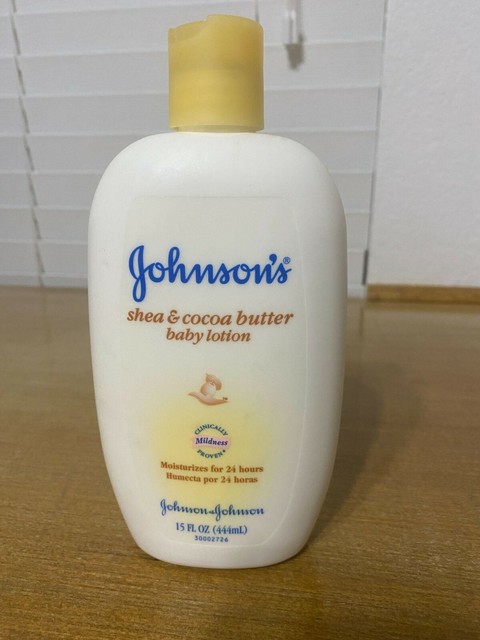 Johnson's®
shea & cocoa butter
baby lotion
CLINICALLY
Mildness
PROVEN
Moisturizes for 24 hours
Humecta por 24 horas
Johnson & Johnson
15 FL OZ (444mL)
30002726